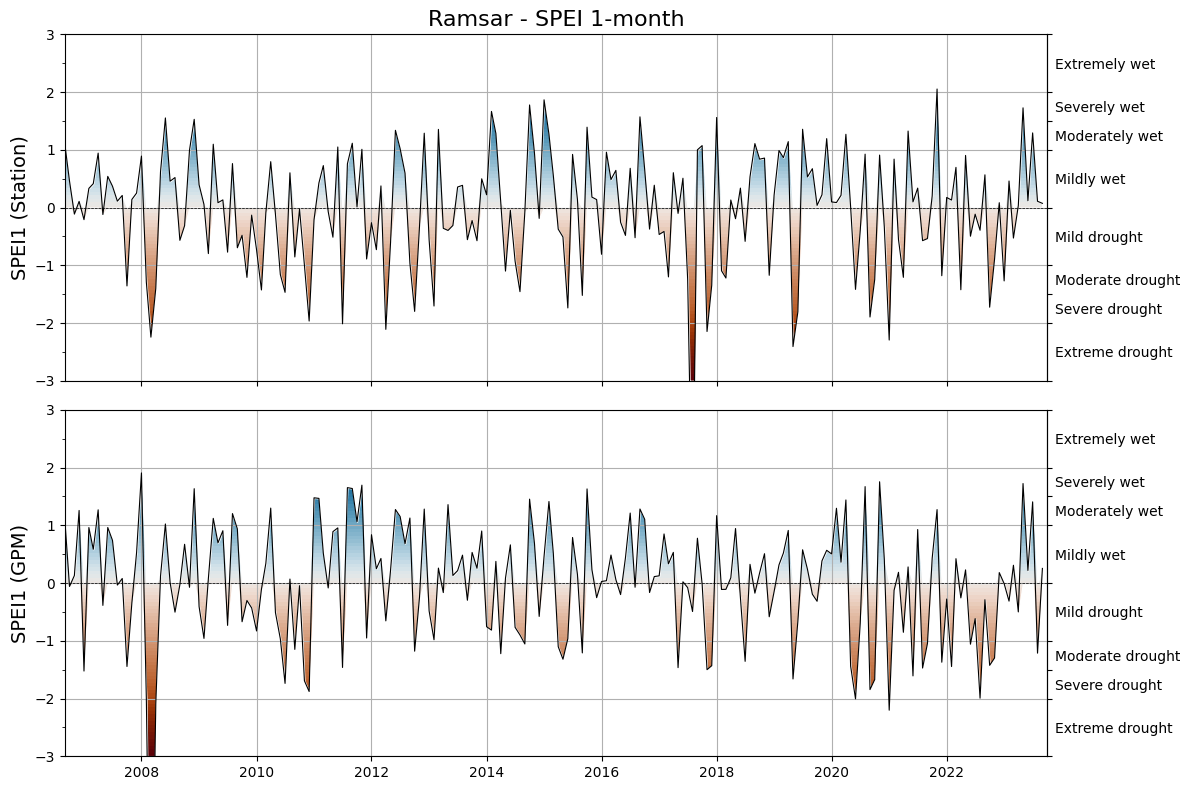 Ramsar - SPEI 1-month
SPEI1 (Station)
3
2
1
0
−1
−2
−3
Extremely wet
Severely wet
Moderately wet
Mildly wet
Mild drought
Moderate drought
Severe drought
Extreme drought
SPEI1 (GPM)
3
2
1
0
−1
−2
−3
Extremely wet
Severely wet
Moderately wet
Mildly wet
Mild drought
Moderate drought
Severe drought
Extreme drought
2008 2010 2012 2014 2016 2018 2020 2022